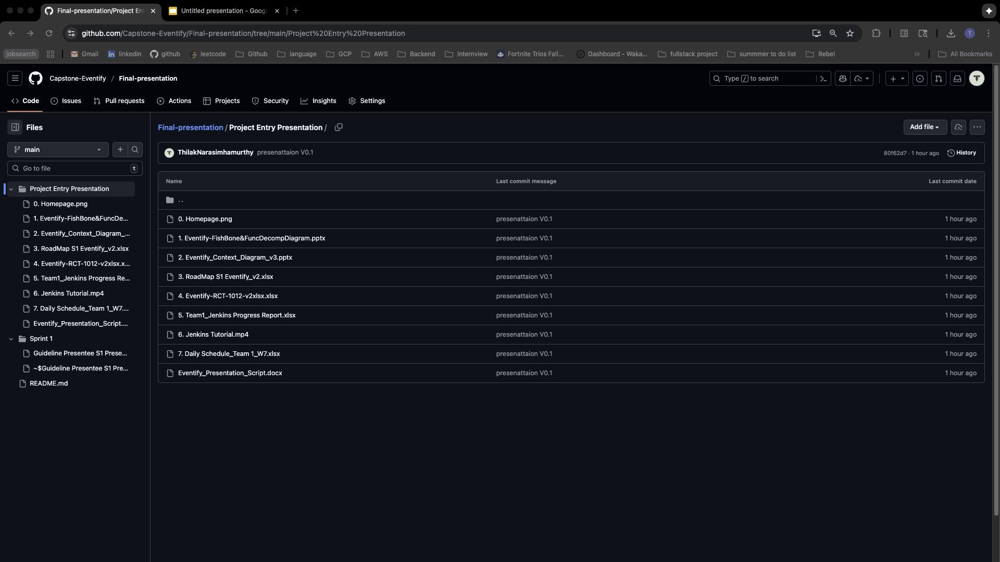 Final-presentation/Project En
Untitled presentation - Googl
github.com/Capstone-Eventify/Final-presentation/tree/main/Project%20Entry%20Presentation
T
jobsearch
Gmail
linkedin
github
leetcode
Github
language
GCP
AWS
Backend
Internview
Fortnite Trios Fall...
Dashboard - Waka...
fullstack project
summmer to do list
Rebel
All Bookmarks
Capstone-Eventify / Final-presentation
Type / to search
T
Code
Issues
Pull requests
Actions
Projects
Security
Insights
Settings
Files
main
Go to file
t
Project Entry Presentation
0. Homepage.png
1. Eventify-FishBone&FuncDe...
2. Eventify_Context_Diagram_...
3. RoadMap S1 Eventify_v2.xlsx
4. Eventify-RCT-1012-v2xlsx.x...
5. Team1_Jenkins Progress Re...
6. Jenkins Tutorial.mp4
7. Daily Schedule_Team 1_W7....
Eventify_Presentation_Script....
Sprint 1
Guideline Presentee S1 Prese...
~$Guideline Presentee S1 Pre...
README.md
Final-presentation / Project Entry Presentation /
Add file
ThilakNarasimhamurthy presenattaion V0.1
80f62d7 · 1 hour ago
History
Name Last commit message Last commit date
..
0. Homepage.png presenattaion V0.1 1 hour ago
1. Eventify-FishBone&FuncDecompDiagram.pptx presenattaion V0.1 1 hour ago
2. Eventify_Context_Diagram_v3.pptx presenattaion V0.1 1 hour ago
3. RoadMap S1 Eventify_v2.xlsx presenattaion V0.1 1 hour ago
4. Eventify-RCT-1012-v2xlsx.xlsx presenattaion V0.1 1 hour ago
5. Team1_Jenkins Progress Report.xlsx presenattaion V0.1 1 hour ago
6. Jenkins Tutorial.mp4 presenattaion V0.1 1 hour ago
7. Daily Schedule_Team 1_W7.xlsx presenattaion V0.1 1 hour ago
Eventify_Presentation_Script.docx presenattaion V0.1 1 hour ago